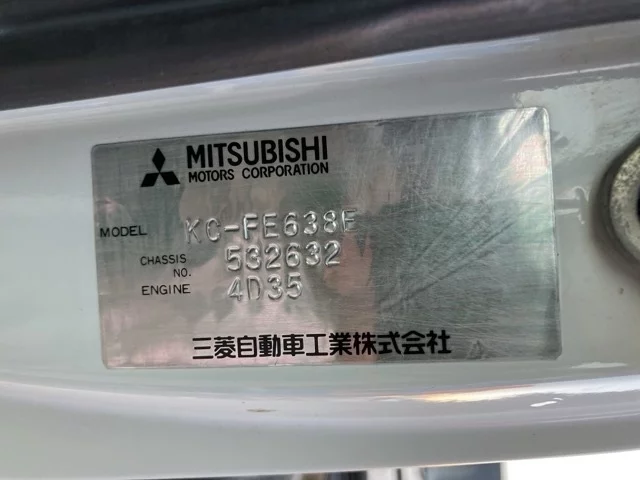 MITSUBISHI
MOTORS CORPORATION
MODEL KC-FE638E
CHASSIS NO. 532632
ENGINE 4D35
三菱自動車工業株式会社